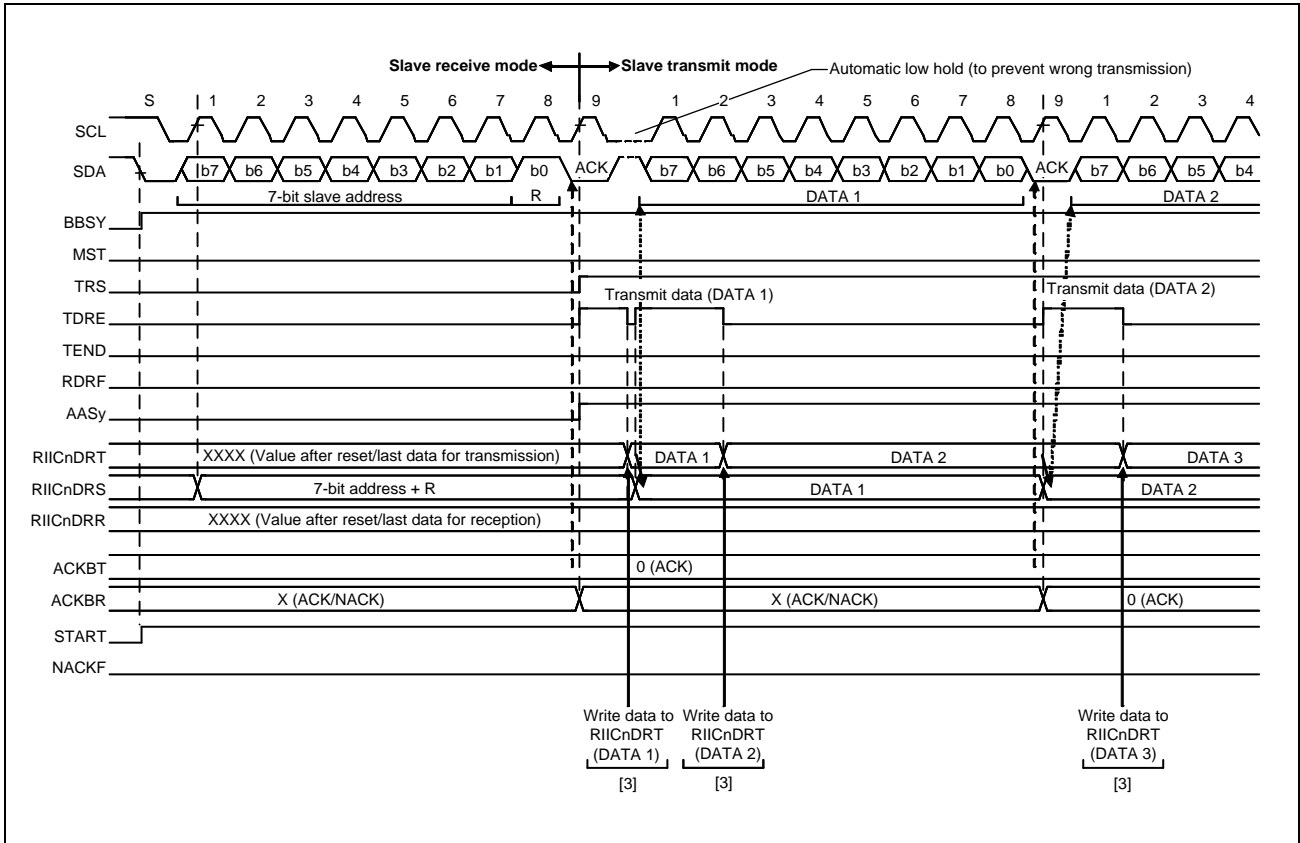 Slave receive mode Slave transmit mode
Automatic low hold (to prevent wrong transmission)
S 1 2 3 4 5 6 7 8 9 1 2 3 4 5 6 7 8 9 1 2 3 4
SCL
SDA b7 b6 b5 b4 b3 b2 b1 b0 ACK b7 b6 b5 b4 b3 b2 b1 b0 ACK b7 b6 b5 b4
7-bit slave address R DATA 1 DATA 2
BBSY
MST
TRS
Transmit data (DATA 1) Transmit data (DATA 2)
TDRE
TEND
RDRF
AASy
RIICnDRT XXXX (Value after reset/last data for transmission) DATA 1 DATA 2 DATA 3
RIICnDRS 7-bit address + R DATA 1 DATA 2
RIICnDRR XXXX (Value after reset/last data for reception)
ACKBT 0 (ACK)
ACKBR X (ACK/NACK) X (ACK/NACK) 0 (ACK)
START
NACKF
Write data to Write data to Write data to
RIICnDRT RIICnDRT RIICnDRT
(DATA 1) (DATA 2) (DATA 3)
[3] [3] [3]